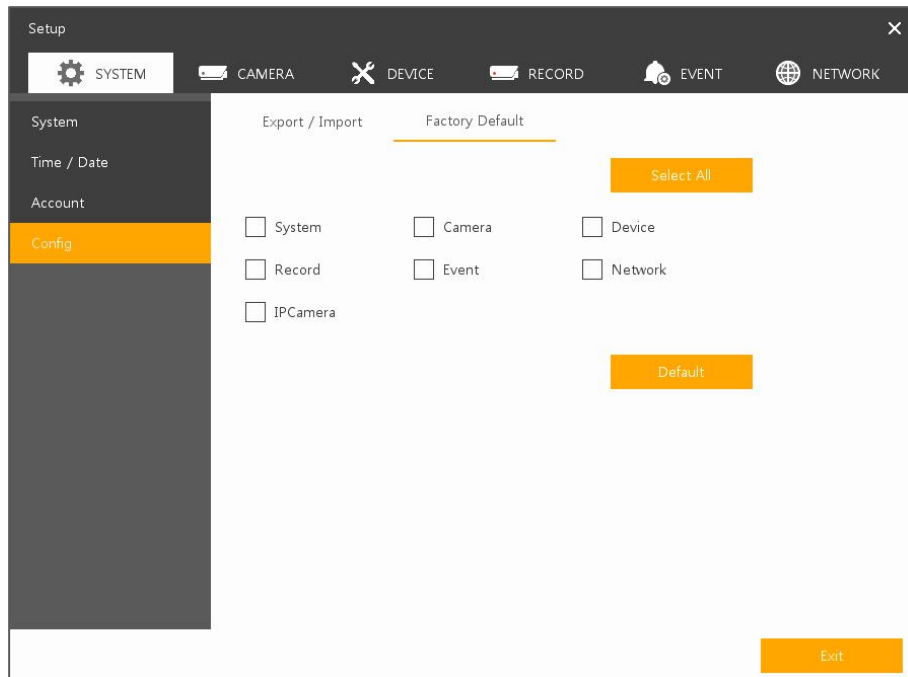 Setup
SYSTEM CAMERA DEVICE RECORD EVENT NETWORK
System
Time / Date
Account
Config
Export / Import Factory Default
Select All
System Camera Device
Record Event Network
IPCamera
Default
Exit